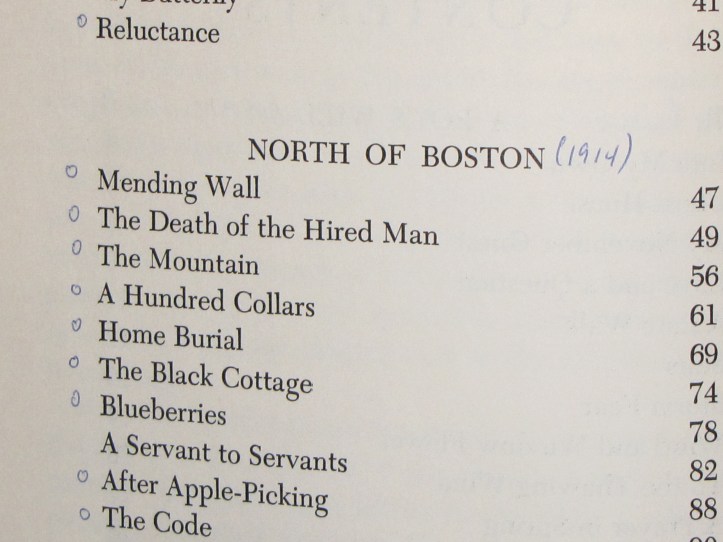 Butterfly 41
Reluctance 43
NORTH OF BOSTON (1914)
Mending Wall 47
The Death of the Hired Man 49
The Mountain 56
A Hundred Collars 61
Home Burial 69
The Black Cottage 74
Blueberries 78
A Servant to Servants 82
After Apple-Picking 88
The Code